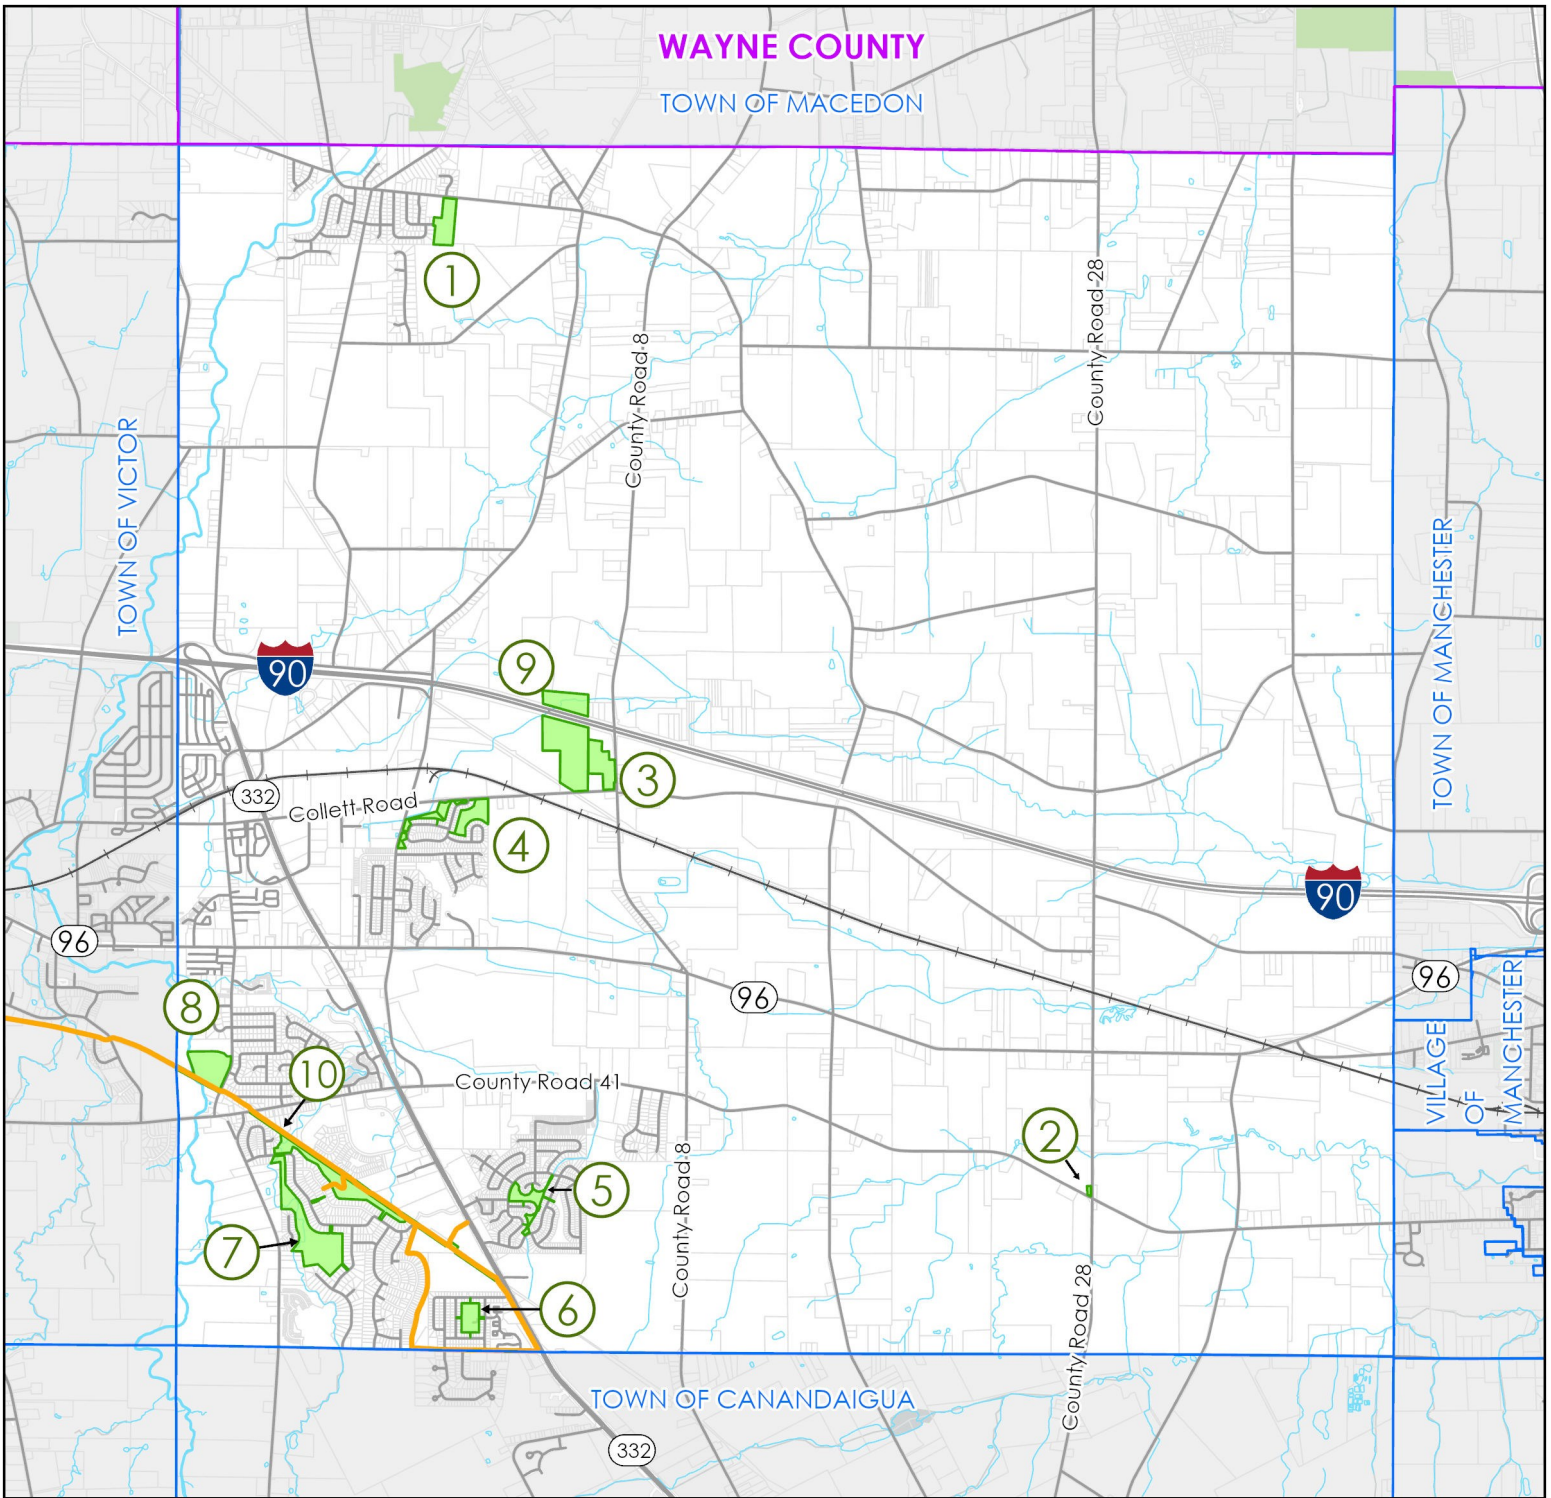 WAYNE COUNTY
TOWN OF MACEDON
1
County Road 28
County Road 8
TOWN OF VICTOR
TOWN OF MANCHESTER
90
9
3
332
Collett Road
4
90
96
96
96
8
VILLAGE
OF
MANCHESTER
10
County Road 41
2
5
County Road 8
7
6
County Road 28
TOWN OF CANANDAIGUA
332